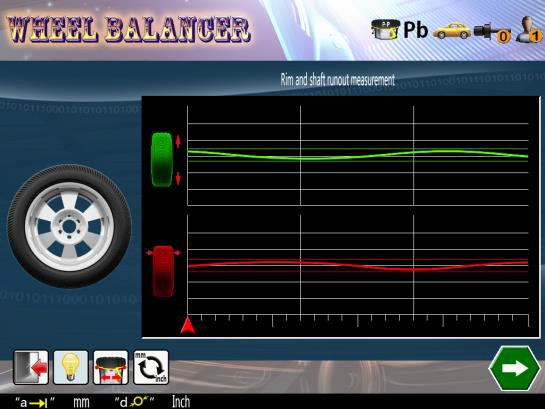 WHEEL BALANCER
Pb
0
1
Rim and shaft runout measurement
mm
inch
"a" mm "d" Inch